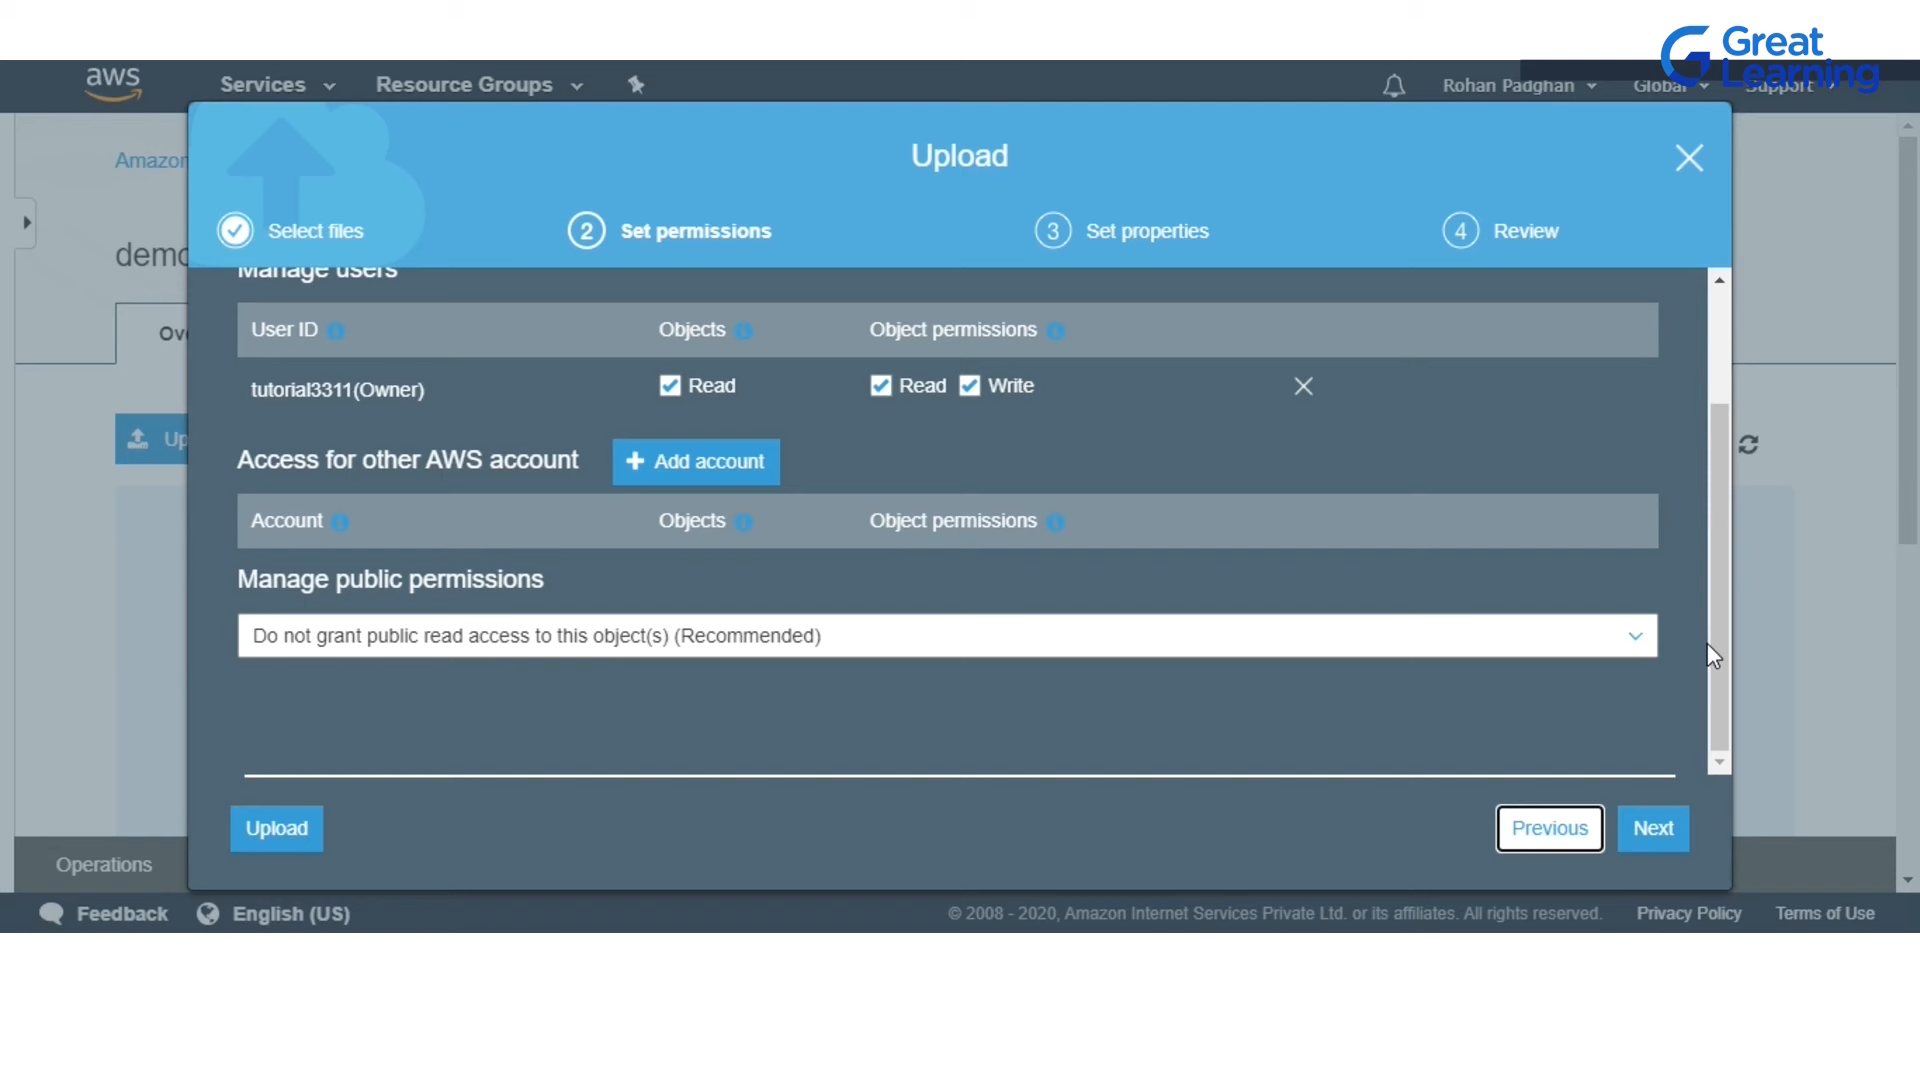 Great
Learning
aws
Services
Resource Groups
Rohan Padghan
Global
Support
Amazon
Upload
Select files
2
Set permissions
3
Set properties
4
Review
demo
Manage users
User ID
Objects
Object permissions
Ov
tutorial3311(Owner)
Read
Read
Write
Up
Access for other AWS account
Add account
Account
Objects
Object permissions
Manage public permissions
Do not grant public read access to this object(s) (Recommended)
Upload
Previous
Next
Operations
Feedback
English (US)
© 2008 - 2020, Amazon Internet Services Private Ltd. or its affiliates. All rights reserved.
Privacy Policy
Terms of Use